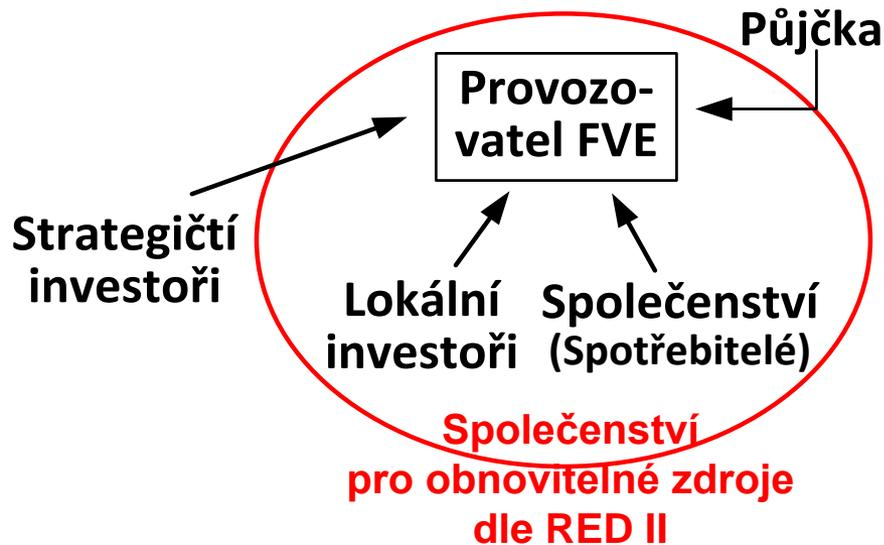 Půjčka
Provozo-
vatel FVE
Strategičtí
investoři
Lokální
investoři
Společenství
(Spotřebitelé)
Společenství
pro obnovitelné zdroje
dle RED II